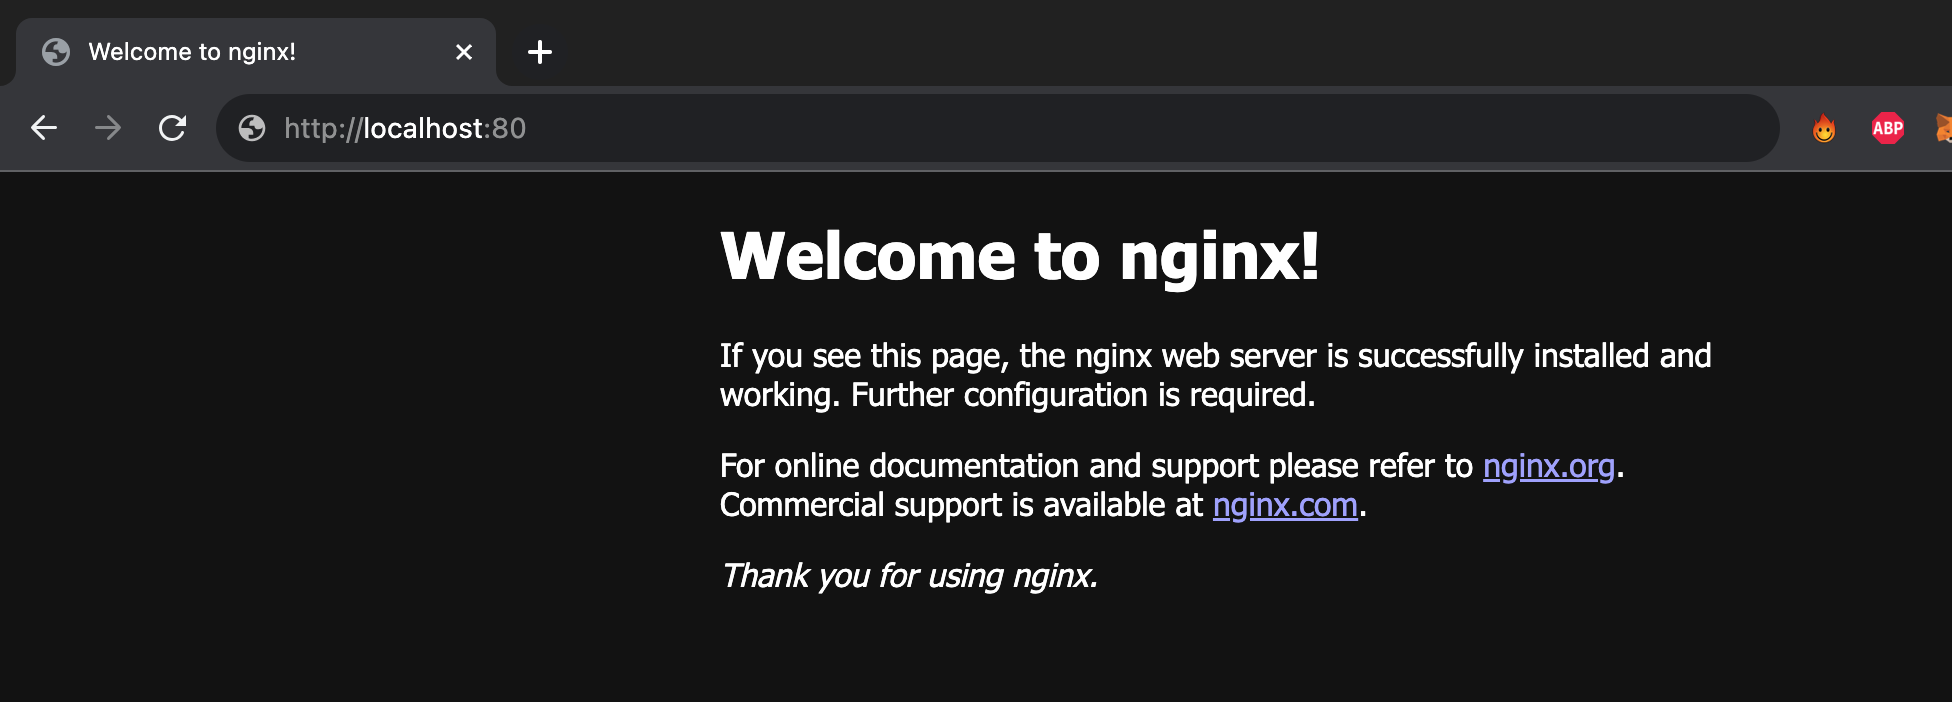 Welcome to nginx!
http://localhost:80
ABP
Welcome to nginx!
If you see this page, the nginx web server is successfully installed and
working. Further configuration is required.
For online documentation and support please refer to nginx.org.
Commercial support is available at nginx.com.
Thank you for using nginx.